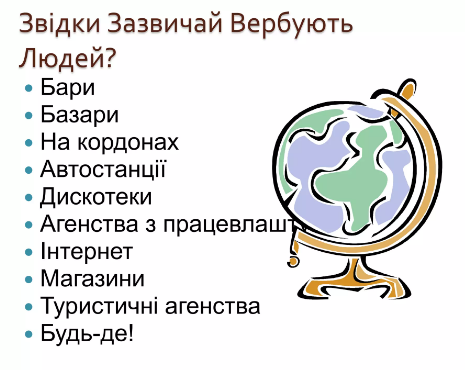 Звідки Зазвичай Вербують
Людей?
• Бари
• Базари
• На кордонах
• Автостанції
• Дискотеки
• Агенства з працевлашт
• Інтернет
• Магазини
• Туристичні агенства
• Будь-де!